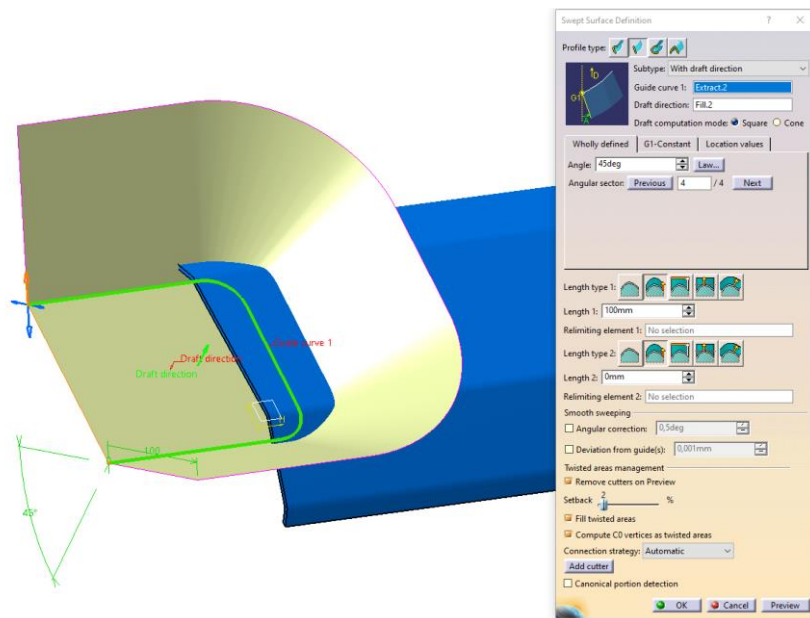 Swept Surface Definition
Profile type:
Subtype: With draft direction
Guide curve 1: Extract.2
Draft direction: Fill.2
Draft computation mode: Square Cone
Wholly defined G1-Constant Location values
Angle: 45deg Law...
Angular sector: Previous 4 / 4 Next
Length type 1:
Length 1: 100mm
Relimiting element 1: No selection
Length type 2:
Length 2: 0mm
Relimiting element 2: No selection
Smooth sweeping
Angular correction: 0,5deg
Deviation from guide(s): 0,001mm
Twisted areas management
Remove cutters on Preview
Setback 2 %
Fill twisted areas
Compute C0 vertices as twisted areas
Connection strategy: Automatic
Add cutter
Canonical portion detection
OK Cancel Preview
Guide curve 1
Draft direction
Draft direction
100
45°